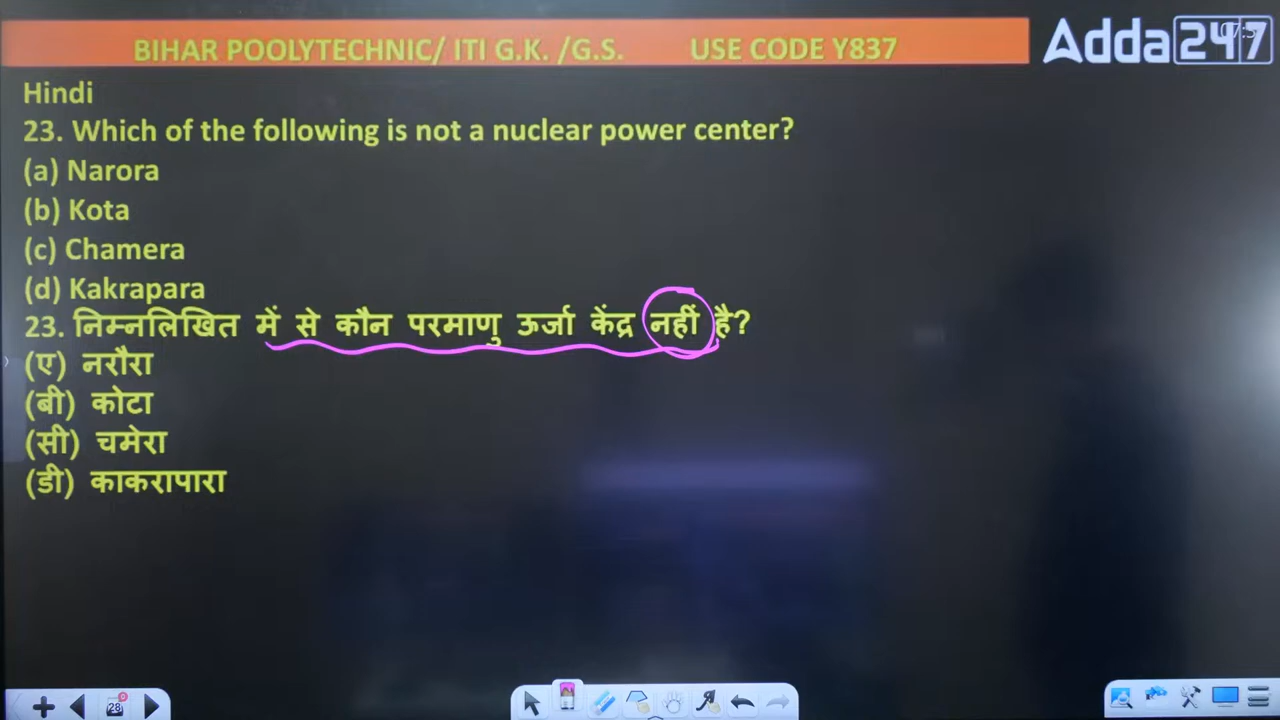 BIHAR POOLYTECHNIC/ ITI G.K. /G.S. USE CODE Y837
Adda247
Hindi
23. Which of the following is not a nuclear power center?
(a) Narora
(b) Kota
(c) Chamera
(d) Kakrapara
23. निम्नलिखित में से कौन परमाणु ऊर्जा केंद्र नहीं है?
(ए) नरौरा
(बी) कोटा
(सी) चमेरा
(डी) काकरापारा
28